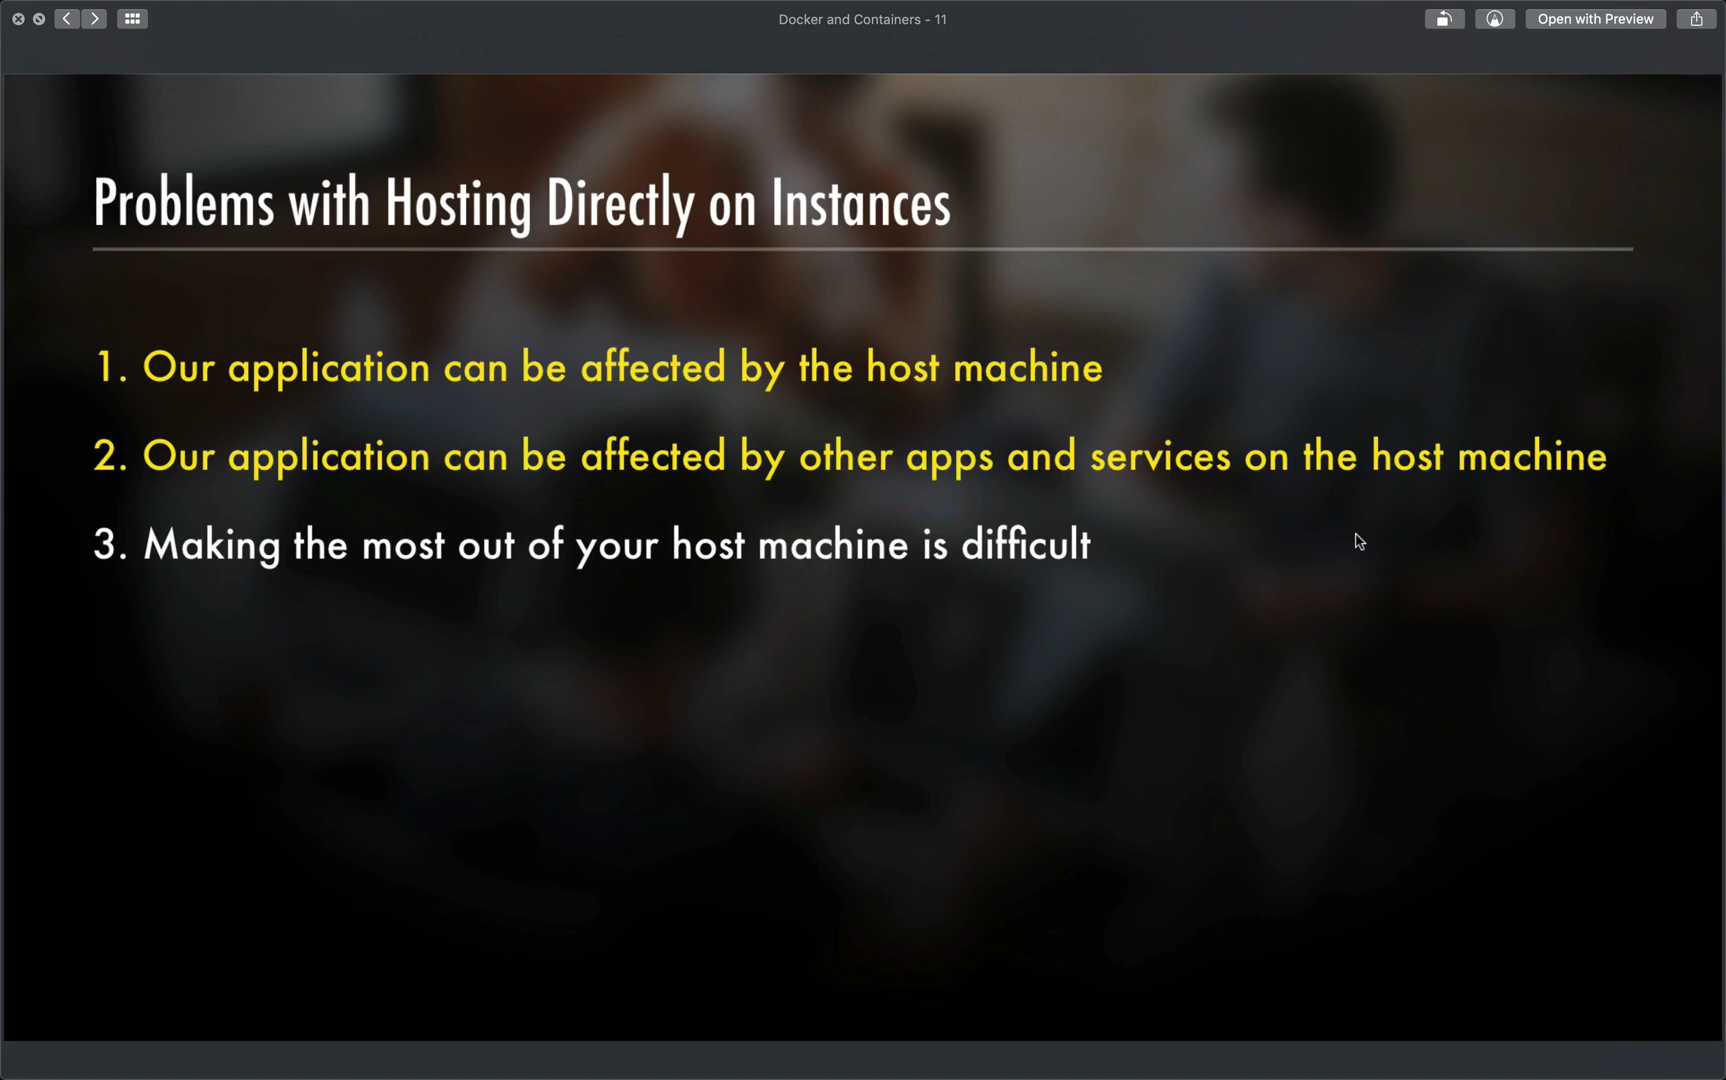 Docker and Containers - 11
Open with Preview
Problems with Hosting Directly on Instances
1. Our application can be affected by the host machine
2. Our application can be affected by other apps and services on the host machine
3. Making the most out of your host machine is difficult